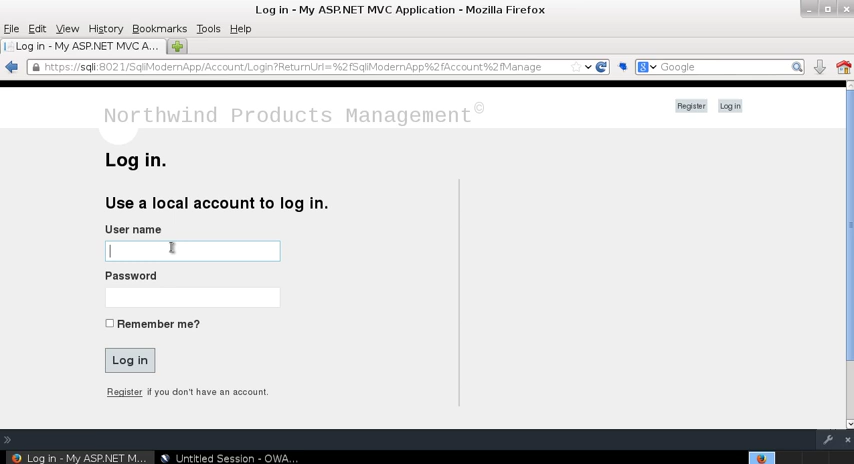 Log in - My ASP.NET MVC Application - Mozilla Firefox
File Edit View History Bookmarks Tools Help
Log in - My ASP.NET MVC A...
https://sqli:8021/SqliModernApp/Account/Login?ReturnUrl=%2fSqliModernApp%2fAccount%2fManage
Google
Northwind Products Management©
Register Log in
Log in.
Use a local account to log in.
User name
Password
Remember me?
Log in
Register if you don't have an account.
Log in - My ASP.NET M... Untitled Session - OWA...